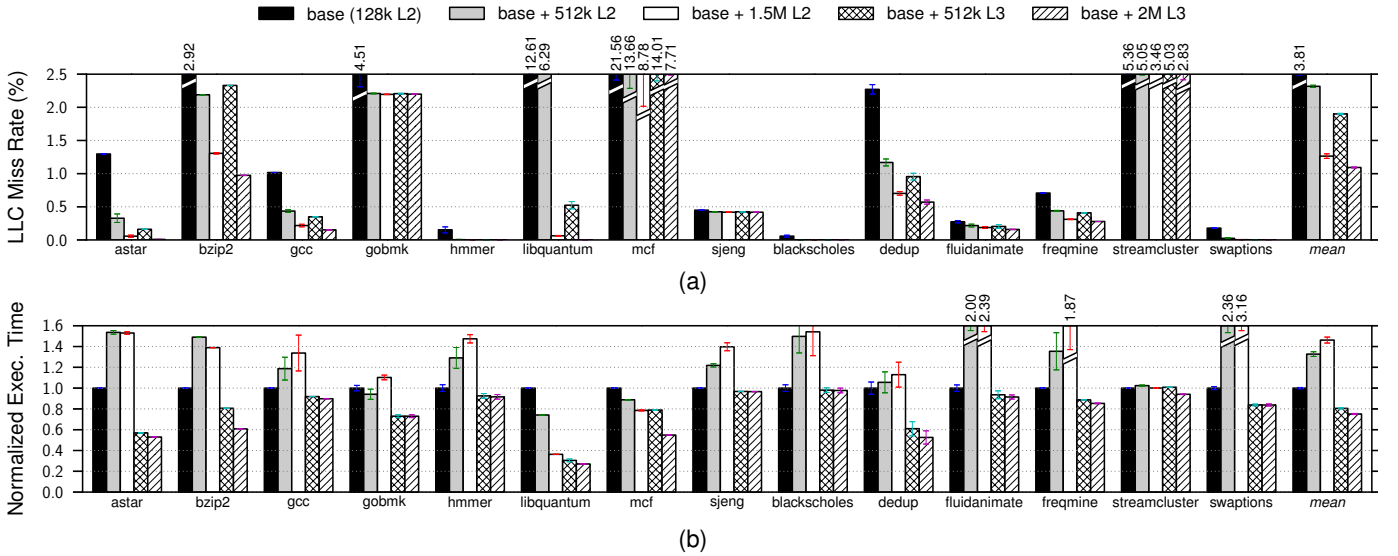 base (128k L2) base + 512k L2 base + 1.5M L2 base + 512k L3 base + 2M L3
2.92 4.51 12.61 6.29 21.56 13.66 8.78 14.01 7.71 5.36 5.05 3.46 5.03 2.83 3.81
LLC Miss Rate (%)
2.5
2.0
1.5
1.0
0.5
0.0
astar bzip2 gcc gobmk hmmer libquantum mcf sjeng blackscholes dedup fluidanimate freqmine streamcluster swaptions mean
(a)
2.00 2.39 1.87 2.36 3.16
Normalized Exec. Time
1.6
1.4
1.2
1.0
0.8
0.6
0.4
0.2
0.0
astar bzip2 gcc gobmk hmmer libquantum mcf sjeng blackscholes dedup fluidanimate freqmine streamcluster swaptions mean
(b)